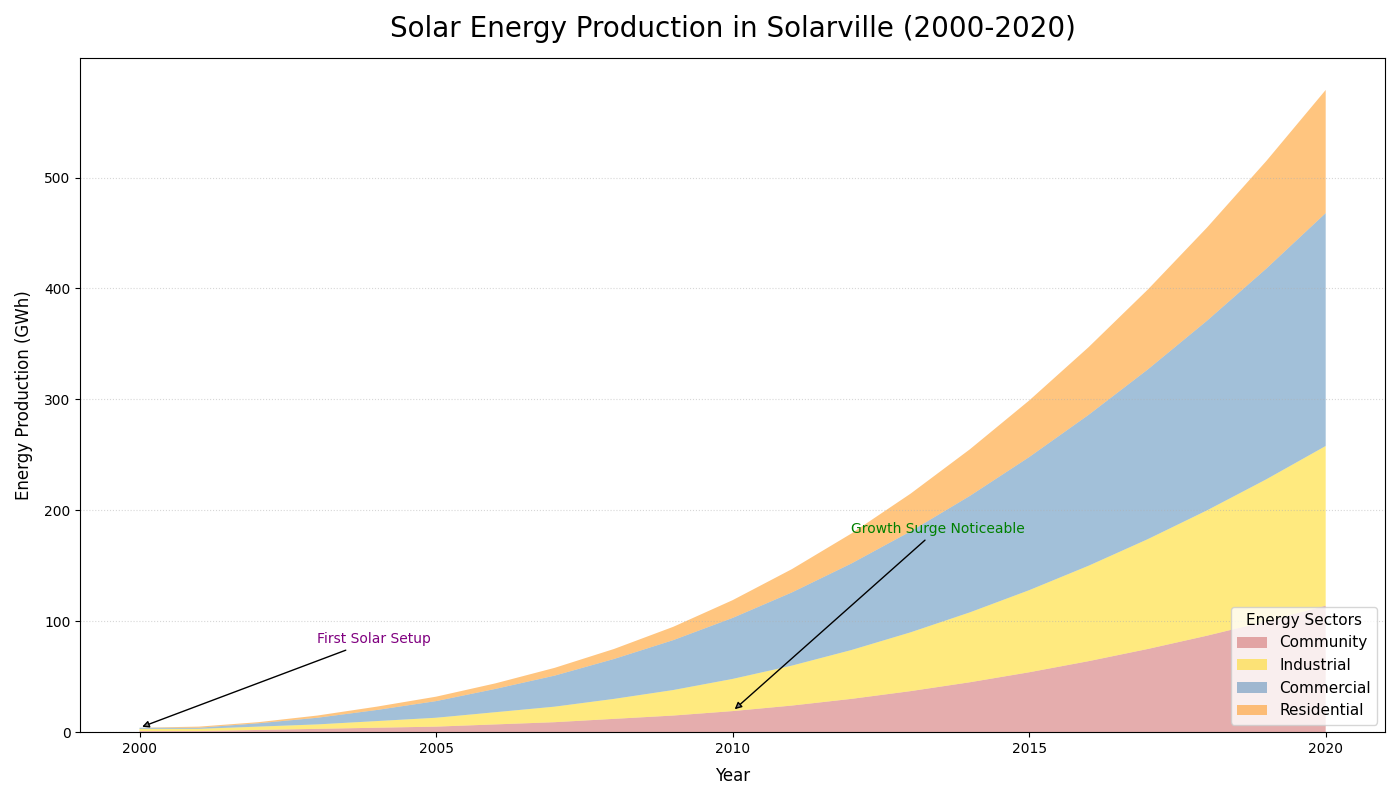 Solar Energy Production in Solarville (2000-2020)
Energy Production (GWh)
500
400
300
200
100
0
Growth Surge Noticeable
First Solar Setup
Energy Sectors
Community
Industrial
Commercial
Residential
2000
2005
2010
2015
2020
Year